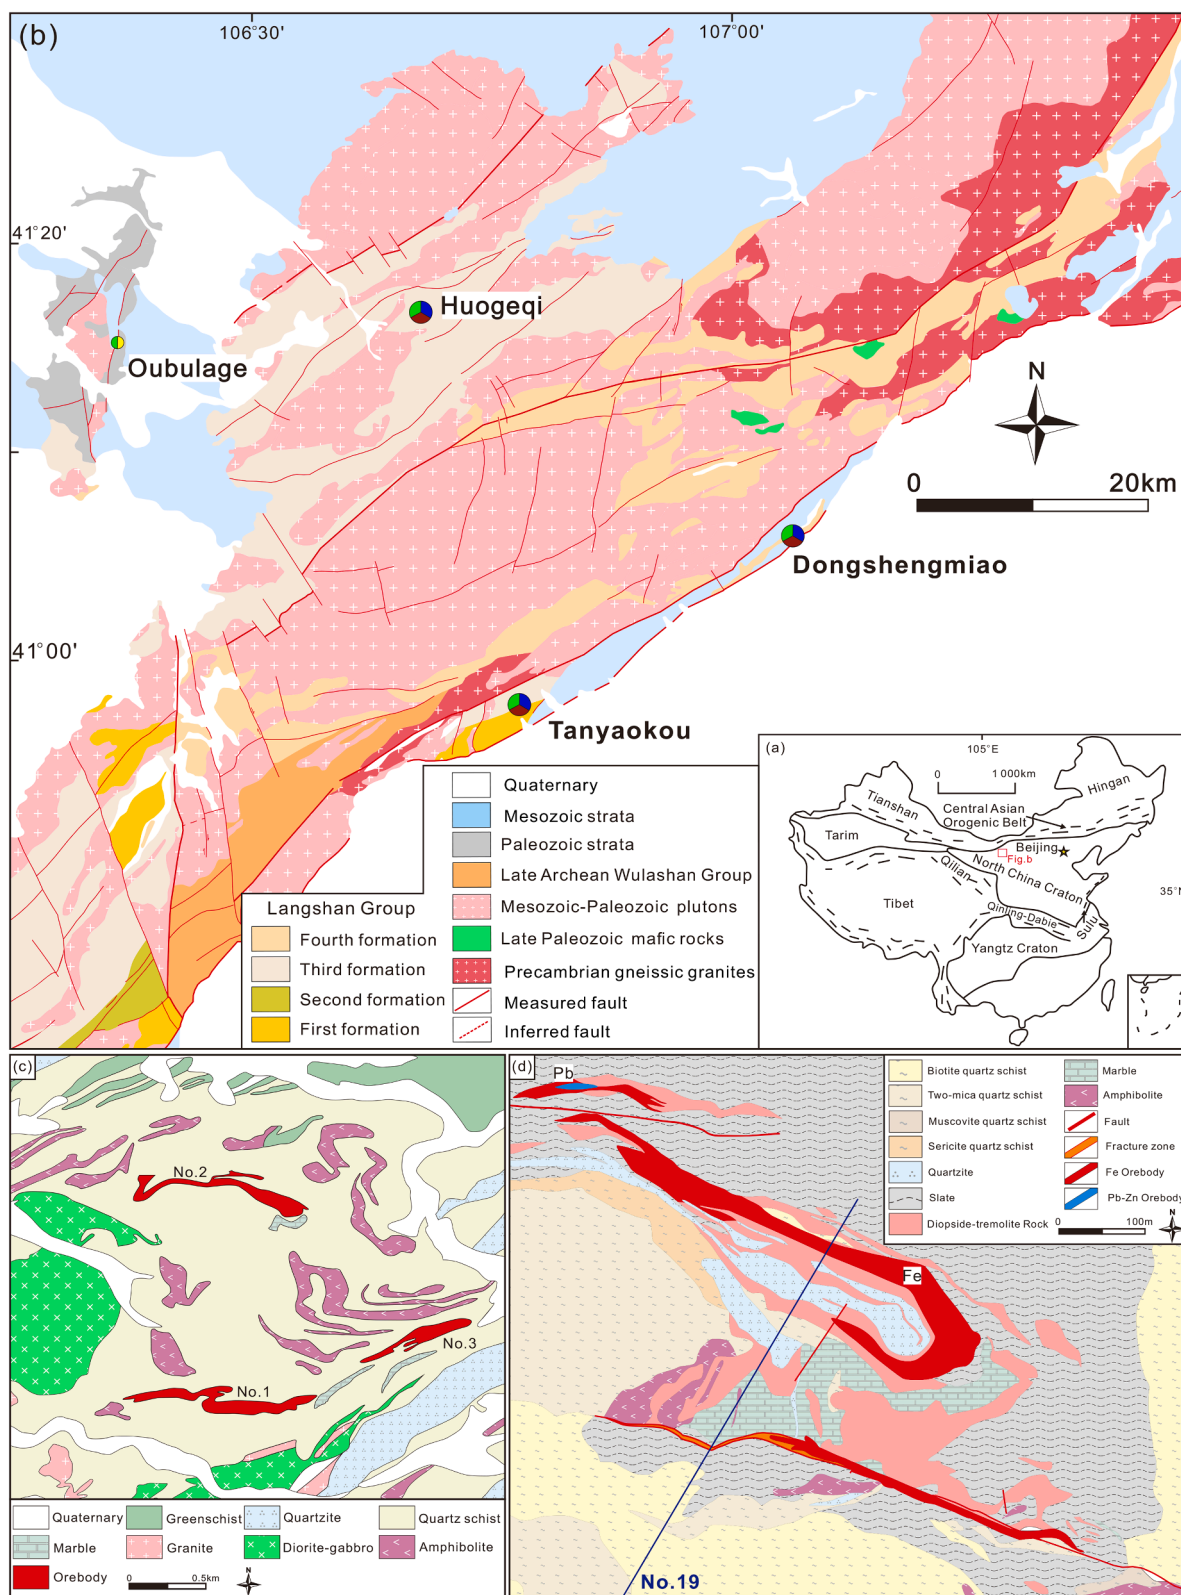 (b)
106°30'
107°00'
41°20'
Huogeqi
Oubulage
N
0
20km
Dongshengmiao
41°00'
Tanyaokou
Quaternary
Mesozoic strata
Paleozoic strata
Late Archean Wulashan Group
Mesozoic-Paleozoic plutons
Late Paleozoic mafic rocks
Precambrian gneissic granites
Measured fault
Inferred fault
Langshan Group
Fourth formation
Third formation
Second formation
First formation
(a)
105°E
0
1 000km
Hingan
Tianshan
Central Asian
Orogenic Belt
Tarim
Beijing
Fig.b
North China Craton
Qilian
35°N
Tibet
Qinling-Dabie
Sulu
Yangtz Craton
(c)
No.2
No.3
No.1
Quaternary
Greenschist
Quartzite
Quartz schist
Marble
Granite
Diorite-gabbro
Amphibolite
Orebody
0
0.5km
N
(d)
Pb
Fe
No.19
Biotite quartz schist
Two-mica quartz schist
Muscovite quartz schist
Sericite quartz schist
Quartzite
Slate
Diopside-tremolite Rock
Marble
Amphibolite
Fault
Fracture zone
Fe Orebody
Pb-Zn Orebody
0
100m
N